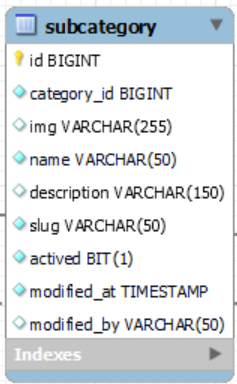 subcategory
id BIGINT
category_id BIGINT
img VARCHAR(255)
name VARCHAR(50)
description VARCHAR(150)
slug VARCHAR(50)
actived BIT(1)
modified_at TIMESTAMP
modified_by VARCHAR(50)
Indexes